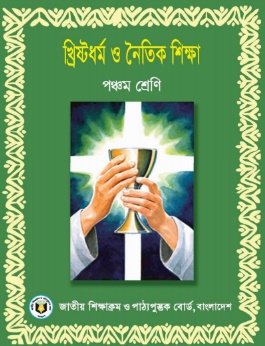 খ্রিষ্টধর্ম ও নৈতিক শিক্ষা
পঞ্চম শ্রেণি
জাতীয় শিক্ষাক্রম ও পাঠ্যপুস্তক বোর্ড, বাংলাদেশ